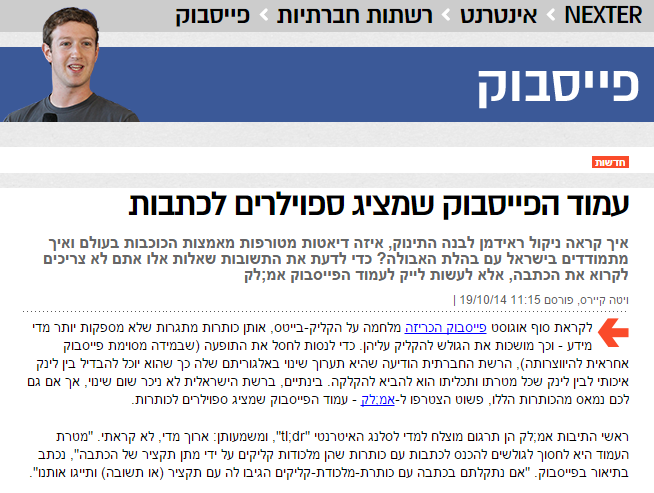 NEXTER › אינטרנט › רשתות חברתיות › פייסבוק
פייסבוק
חדשות
עמוד הפייסבוק שמציג ספוילרים לכתבות
איך קראה ניקול ראידמן לבנה התינוק, איזה דיאטות מטורפות מאמצות הכוכבות בעולם ואיך
מתמודדים בישראל עם בהלת האבולה? כדי לדעת את התשובות שאלות אלו אתם לא צריכים
לקרוא את הכתבה, אלא לעשות לייק לעמוד הפייסבוק אמ;לק
ויטה קיירס, פורסם 11:15 19/10/14 |
לקראת סוף אוגוסט פייסבוק הכריזה מלחמה על הקליק-בייטס, אותן כותרות מתגרות שלא מספקות יותר מדי
מידע - וכך מושכות את הגולש להקליק עליהן. כדי לנסות לחסל את התופעה (שבמידה מסוימת פייסבוק
אחראית להיווצרותה), הרשת החברתית הודיעה שהיא תערוך שינוי באלגוריתם שלה כך שהוא יוכל להבדיל בין לינק
איכותי לבין לינק שכל מטרתו ותכליתו הוא להביא להקלקה. בינתיים, ברשת הישראלית לא ניכר שום שינוי, אך אם גם
לכם נמאס מהכותרות הללו, פשוט הצטרפו ל-אמ;לק - עמוד הפייסבוק שמציג ספוילרים לכותרות.
ראשי התיבות אמ;לק הן תרגום מוצלח למדי לסלנג האינטרנטי "tl;dr", ומשמעותן: ארוך מדי, לא קראתי. "מטרת
העמוד היא לחסוך לגולשים להכנס לכתבות עם כותרות שהן מלכודות קליקים על ידי מתן תקציר של הכתבה", נכתב
בתיאור בפייסבוק. "אם נתקלתם בכתבה עם כותרת-מלכודת-קליקים הגיבו לה עם תקציר (או תשובה) ותייגו אותנו".